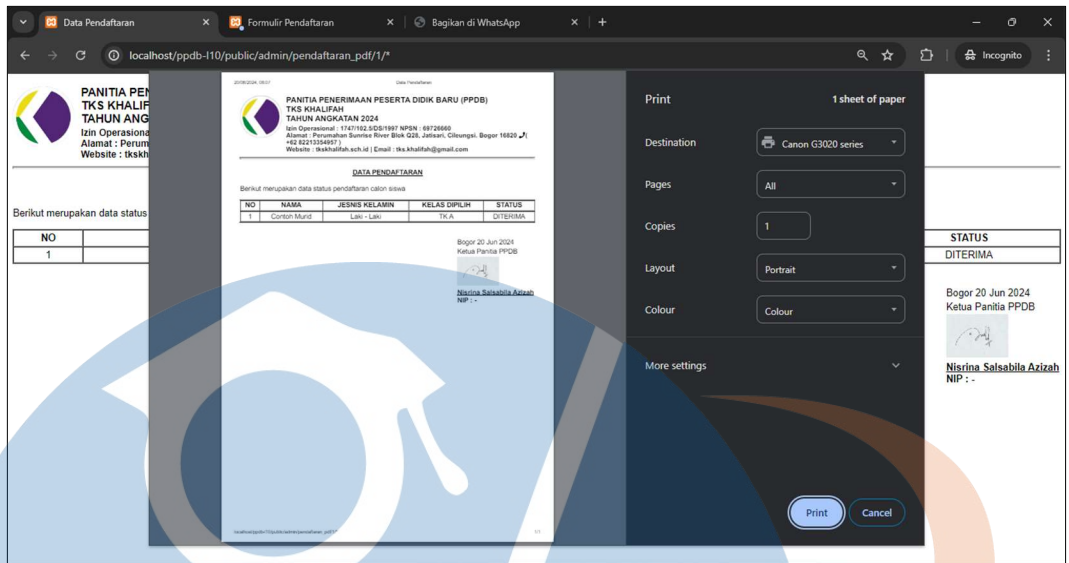 Data Pendaftaran
Formulir Pendaftaran
Bagikan di WhatsApp
localhost/ppdb-l10/public/admin/pendaftaran_pdf/1/*
Incognito
PANITIA PEN
TKS KHALIF
TAHUN ANG
Izin Operasiona
Alamat : Perum
Website : tkskh
Berikut merupakan data status
NO
1
Data Pendaftaran
PANITIA PENERIMAAN PESERTA DIDIK BARU (PPDB)
TKS KHALIFAH
TAHUN ANGKATAN 2024
Izin Operasional : 1747/102.5/DS/1997 NPSN : 69726660
Alamat : Perumahan Sunrise River Blok Q28, Jatisari, Cileungsi. Bogor 16820 (
+62 82213354957 )
Website : tkskhalifah.sch.id | Email : tks.khalifah@gmail.com
DATA PENDAFTARAN
Berikut merupakan data status pendaftaran calon siswa
NO NAMA JESNIS KELAMIN KELAS DIPILIH STATUS
1 Contoh Murid Laki - Laki TK A DITERIMA
Bogor 20 Jun 2024
Ketua Panitia PPDB
Nisrina Salsabila Azizah
NIP : -
1/1
Print 1 sheet of paper
Destination Canon G3020 series
Pages All
Copies 1
Layout Portrait
Colour Colour
More settings
Print Cancel
STATUS
DITERIMA
Bogor 20 Jun 2024
Ketua Panitia PPDB
Nisrina Salsabila Azizah
NIP : -